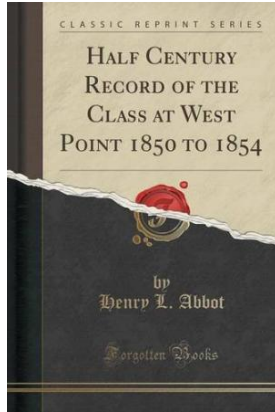 CLASSIC REPRINT SERIES
HALF CENTURY
RECORD OF THE
CLASS AT WEST
POINT 1850 TO 1854
by
Henry L. Abbot
Forgotten Books